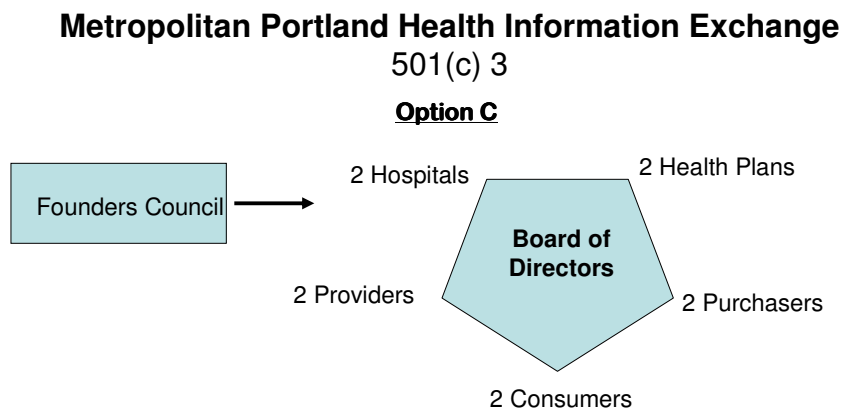 Metropolitan Portland Health Information Exchange
501(c) 3
Option C
2 Hospitals
2 Health Plans
Founders Council
Board of
Directors
2 Providers
2 Purchasers
2 Consumers